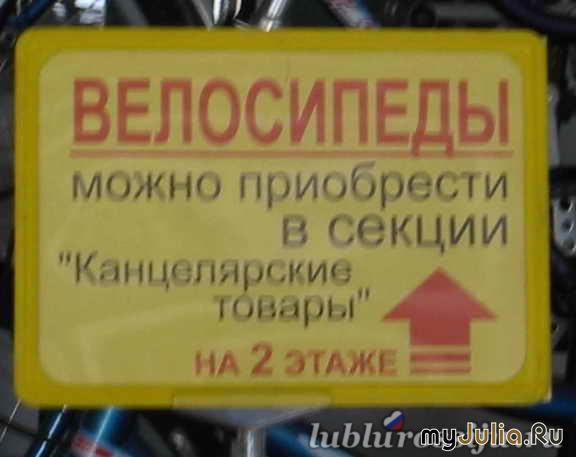 ВЕЛОСИПЕДЫ
можно приобрести
в секции
"Канцелярские
товары"
НА 2 ЭТАЖЕ
myJulia.Ru